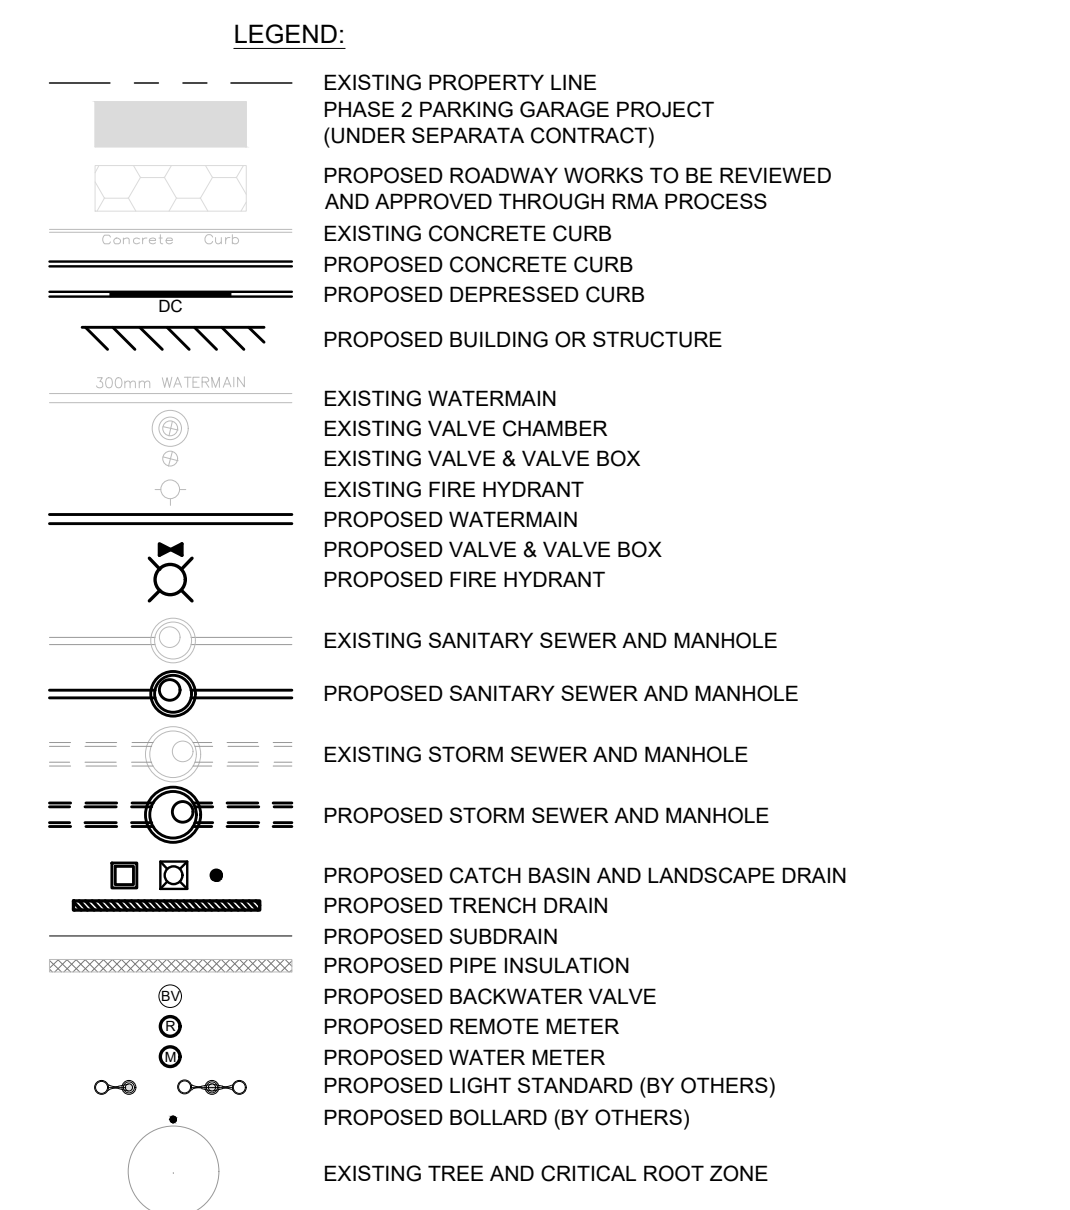 LEGEND:
EXISTING PROPERTY LINE
PHASE 2 PARKING GARAGE PROJECT
(UNDER SEPARATA CONTRACT)
PROPOSED ROADWAY WORKS TO BE REVIEWED
AND APPROVED THROUGH RMA PROCESS
Concrete Curb EXISTING CONCRETE CURB
PROPOSED CONCRETE CURB
PROPOSED DEPRESSED CURB
DC
PROPOSED BUILDING OR STRUCTURE
300mm WATERMAIN
EXISTING WATERMAIN
EXISTING VALVE CHAMBER
EXISTING VALVE & VALVE BOX
EXISTING FIRE HYDRANT
PROPOSED WATERMAIN
PROPOSED VALVE & VALVE BOX
PROPOSED FIRE HYDRANT
EXISTING SANITARY SEWER AND MANHOLE
PROPOSED SANITARY SEWER AND MANHOLE
EXISTING STORM SEWER AND MANHOLE
PROPOSED STORM SEWER AND MANHOLE
PROPOSED CATCH BASIN AND LANDSCAPE DRAIN
PROPOSED TRENCH DRAIN
PROPOSED SUBDRAIN
PROPOSED PIPE INSULATION
BV PROPOSED BACKWATER VALVE
R PROPOSED REMOTE METER
M PROPOSED WATER METER
PROPOSED LIGHT STANDARD (BY OTHERS)
PROPOSED BOLLARD (BY OTHERS)
EXISTING TREE AND CRITICAL ROOT ZONE